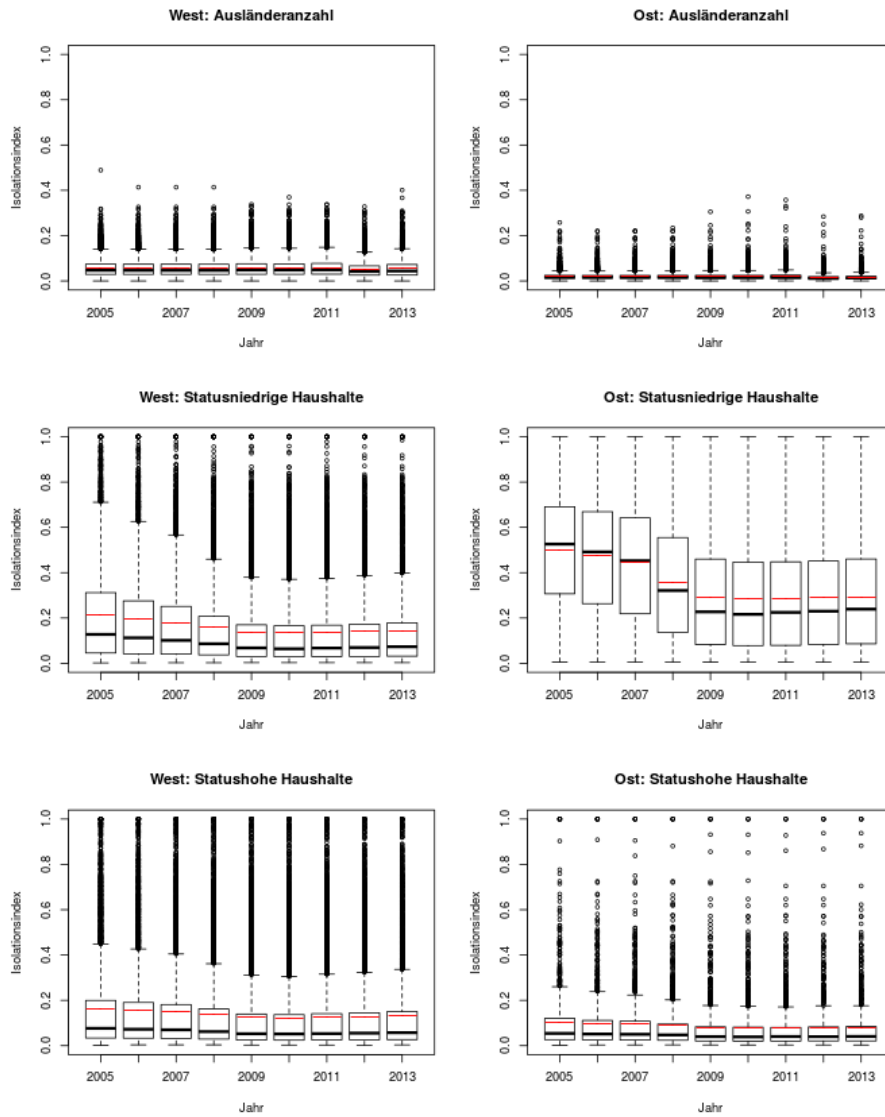 West: Ausländeranzahl
Isolationsindex
0.0 0.2 0.4 0.6 0.8 1.0
2005 2007 2009 2011 2013
Jahr
Ost: Ausländeranzahl
Isolationsindex
0.0 0.2 0.4 0.6 0.8 1.0
2005 2007 2009 2011 2013
Jahr
West: Statusniedrige Haushalte
Isolationsindex
0.0 0.2 0.4 0.6 0.8 1.0
2005 2007 2009 2011 2013
Jahr
Ost: Statusniedrige Haushalte
Isolationsindex
0.0 0.2 0.4 0.6 0.8 1.0
2005 2007 2009 2011 2013
Jahr
West: Statushohe Haushalte
Isolationsindex
0.0 0.2 0.4 0.6 0.8 1.0
2005 2007 2009 2011 2013
Jahr
Ost: Statushohe Haushalte
Isolationsindex
0.0 0.2 0.4 0.6 0.8 1.0
2005 2007 2009 2011 2013
Jahr